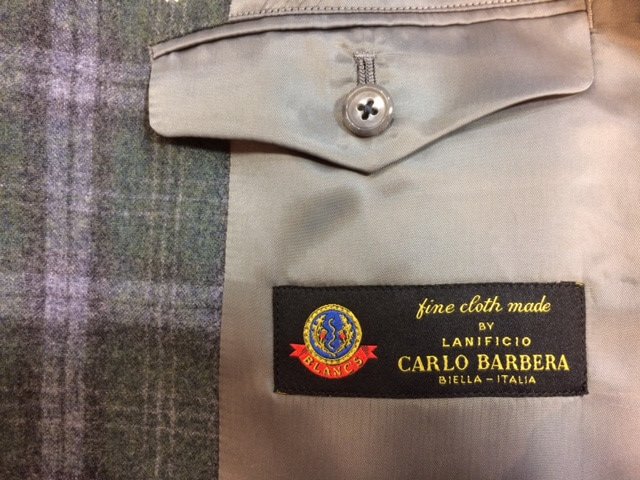 fine cloth made
BY
LANIFICIO
CARLO BARBERA
BIELLA - ITALIA
BLANCS